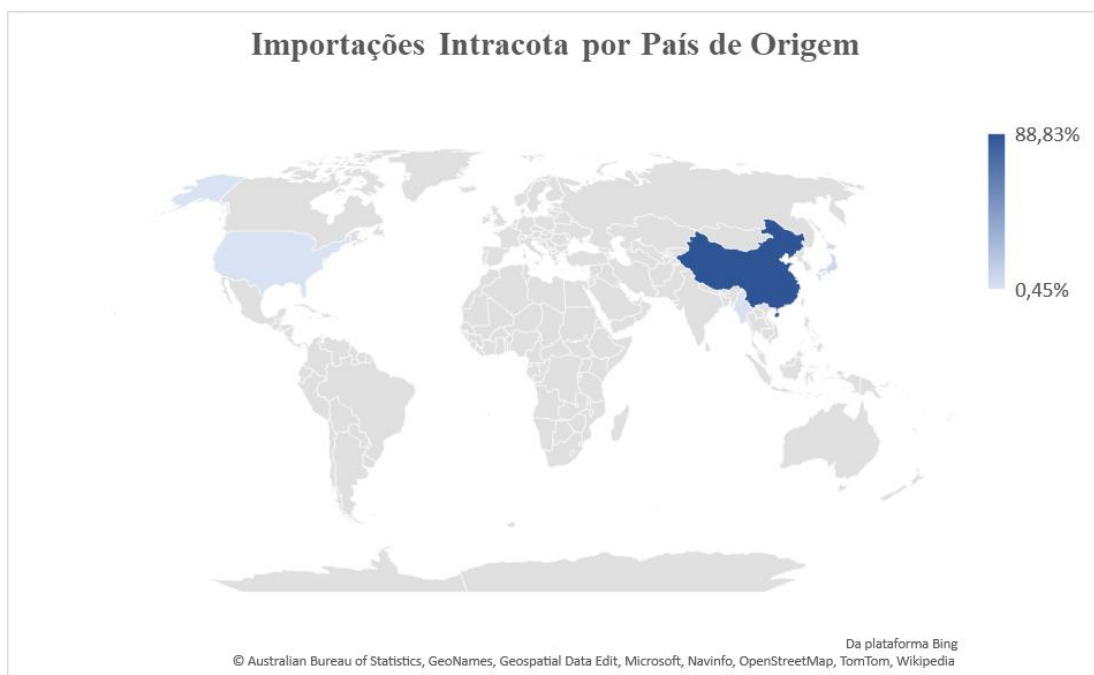 Importações Intracota por País de Origem
88,83%
0,45%
Da plataforma Bing
© Australian Bureau of Statistics, GeoNames, Geospatial Data Edit, Microsoft, Navinfo, OpenStreetMap, TomTom, Wikipedia